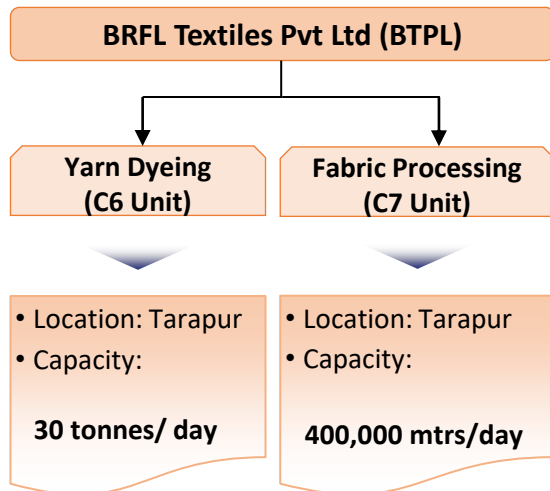 BRFL Textiles Pvt Ltd (BTPL)
Yarn Dyeing
(C6 Unit)
Fabric Processing
(C7 Unit)
• Location: Tarapur
• Capacity:
30 tonnes/ day
• Location: Tarapur
• Capacity:
400,000 mtrs/day